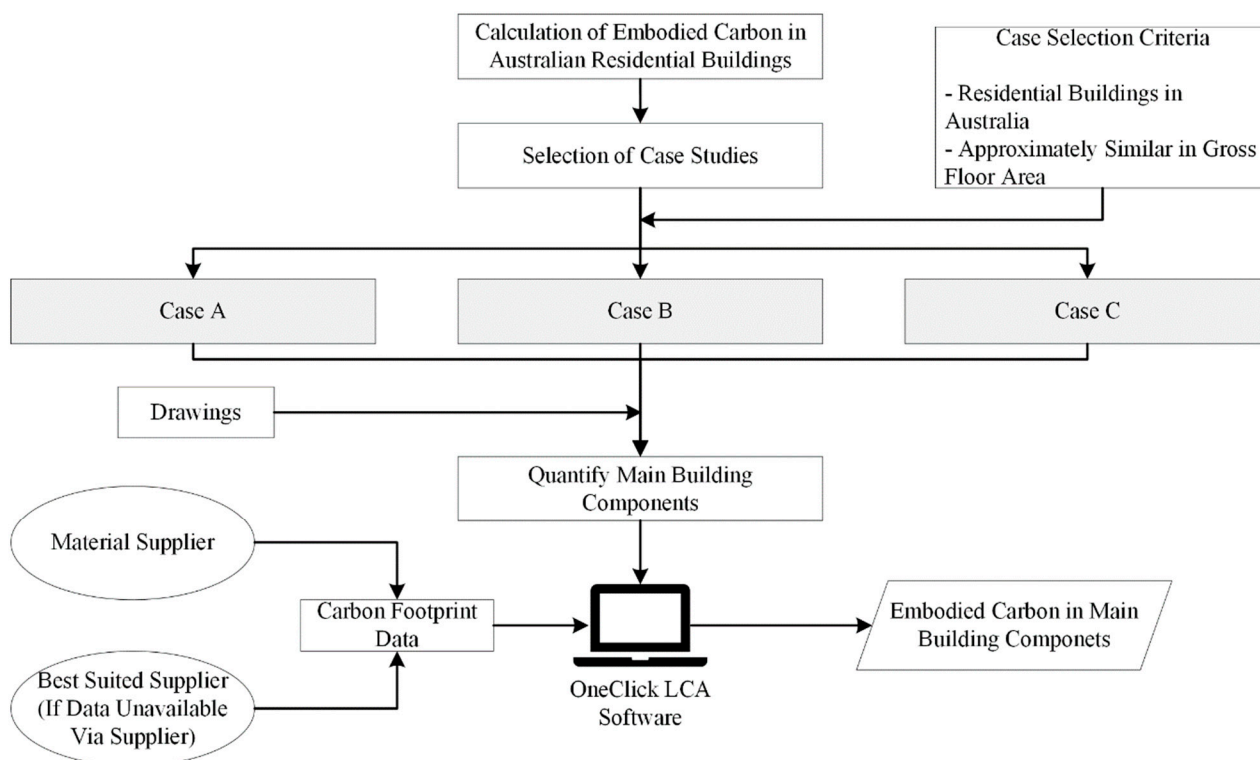 Calculation of Embodied Carbon in
Australian Residential Buildings
Case Selection Criteria
- Residential Buildings in
Australia
- Approximately Similar in Gross
Floor Area
Selection of Case Studies
Case A
Case B
Case C
Drawings
Quantify Main Building
Components
Material Supplier
Carbon Footprint
Data
Best Suited Supplier
(If Data Unavailable
Via Supplier)
OneClick LCA
Software
Embodied Carbon in Main
Building Componets